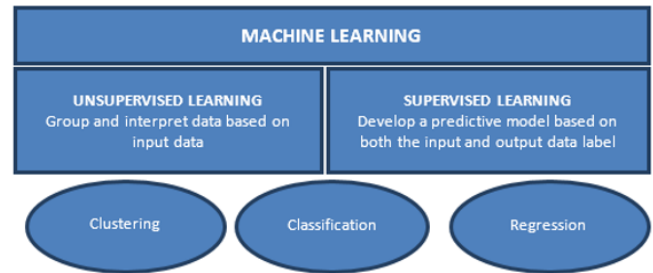 MACHINE LEARNING
UNSUPERVISED LEARNING
Group and interpret data based on
input data
SUPERVISED LEARNING
Develop a predictive model based on
both the input and output data label
Clustering
Classification
Regression